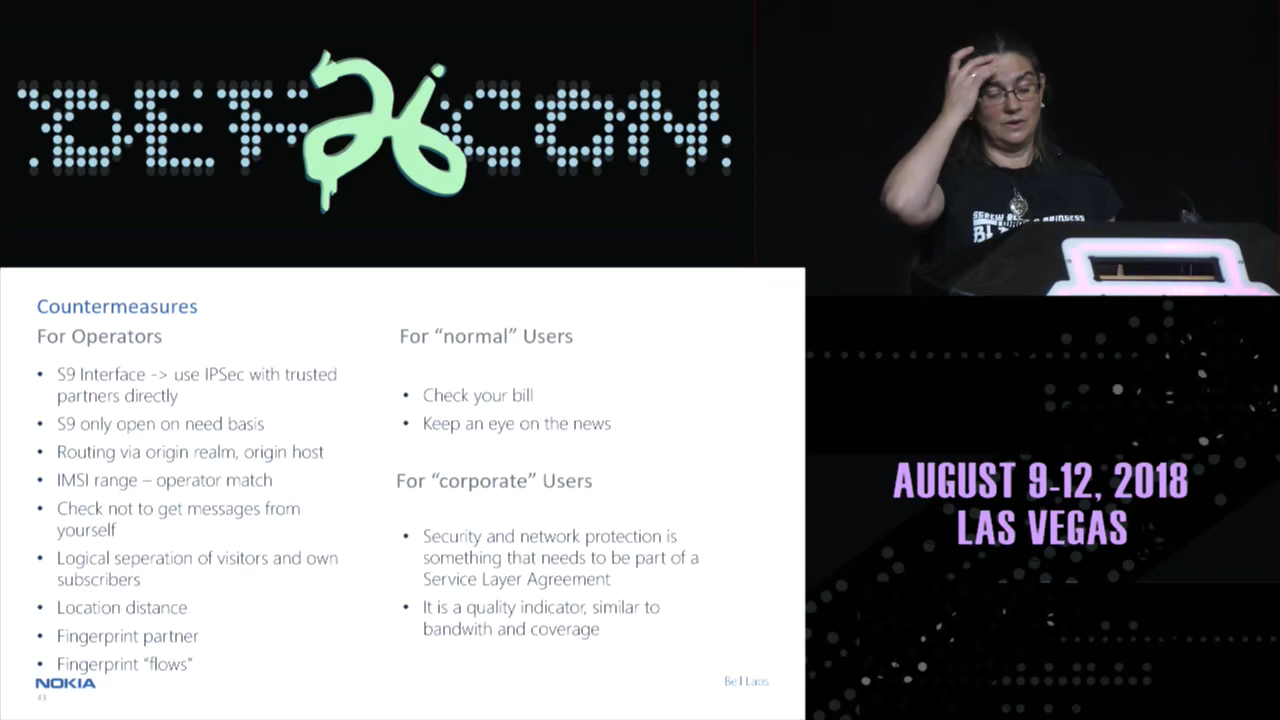 DEF CON 26
Countermeasures
For Operators
• S9 Interface -> use IPSec with trusted
partners directly
• S9 only open on need basis
• Routing via origin realm, origin host
• IMSI range – operator match
• Check not to get messages from
yourself
• Logical seperation of visitors and own
subscribers
• Location distance
• Fingerprint partner
• Fingerprint "flows"
For "normal" Users
• Check your bill
• Keep an eye on the news
For "corporate" Users
• Security and network protection is
something that needs to be part of a
Service Layer Agreement
• It is a quality indicator, similar to
bandwith and coverage
NOKIA
43
Bell Labs
AUGUST 9-12, 2018
LAS VEGAS